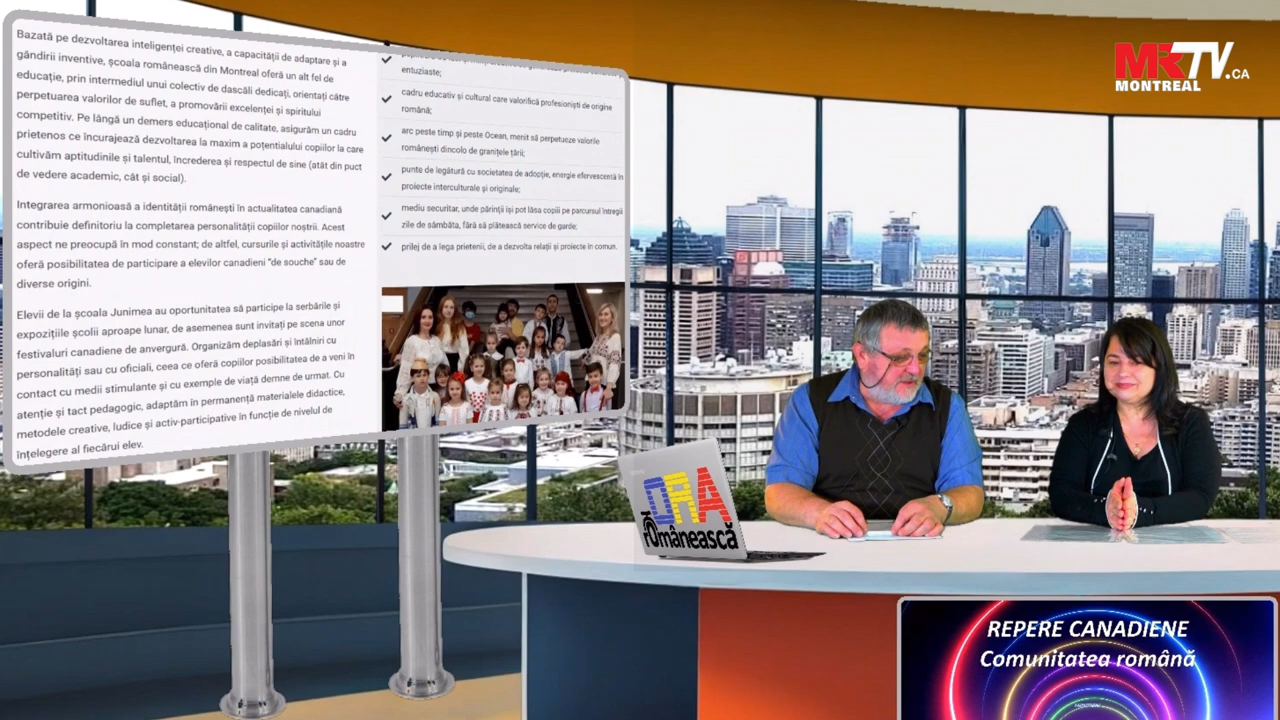 Bazată pe dezvoltarea inteligenței creative, a capacității de adaptare și a
gândirii inventive, școala românească din Montreal oferă un alt fel de
educație, prin intermediul unui colectiv de dascăli dedicați, orientați către
perpetuarea valorilor de suflet, a promovării excelenței și spiritului
competitiv. Pe lângă un demers educațional de calitate, asigurăm un cadru
prietenos ce încurajează dezvoltarea la maxim a potențialului copiilor la care
cultivăm aptitudinile și talentul, încrederea și respectul de sine (atât din punct
de vedere academic, cât și social).
Integrarea armonioasă a identității românești în actualitatea canadiană
contribuie definitoriu la completarea personalității copiilor noștri. Acest
aspect ne preocupă în mod constant; de altfel, cursurile și activitățile noastre
oferă posibilitatea de participare a elevilor canadieni "de souche" sau de
diverse origini.
Elevii de la școala Junimea au oportunitatea să participe la serbările și
expozițiile școlii aproape lunar, de asemenea sunt invitați pe scena unor
festivaluri canadiene de anvergură. Organizăm deplasări și întâlniri cu
personalități sau cu oficiali, ceea ce oferă copiilor posibilitatea de a veni în
contact cu medii stimulante și cu exemple de viață demne de urmat. Cu
atenție și tact pedagogic, adaptăm în permanență materialele didactice,
metodele creative, ludice și activ-participative în funcție de nivelul de
înțelegere al fiecărui elev.
entuziaste;
cadru educativ și cultural care valorifică profesioniști de origine
română;
arc peste timp și peste Ocean, menit să perpetueze valorile
românești dincolo de granițele țării;
punte de legătură cu societatea de adopție, energie efervescentă în
proiecte interculturale și originale;
mediu securitar, unde părinții își pot lăsa copiii pe parcursul întregii
zile de sâmbăta, fără să plătească service de garde;
prilej de a lega prietenii, de a dezvolta relații și proiecte în comun.
MRTV.CA
MONTREAL
ORA
românească
REPERE CANADIENE
Comunitatea română